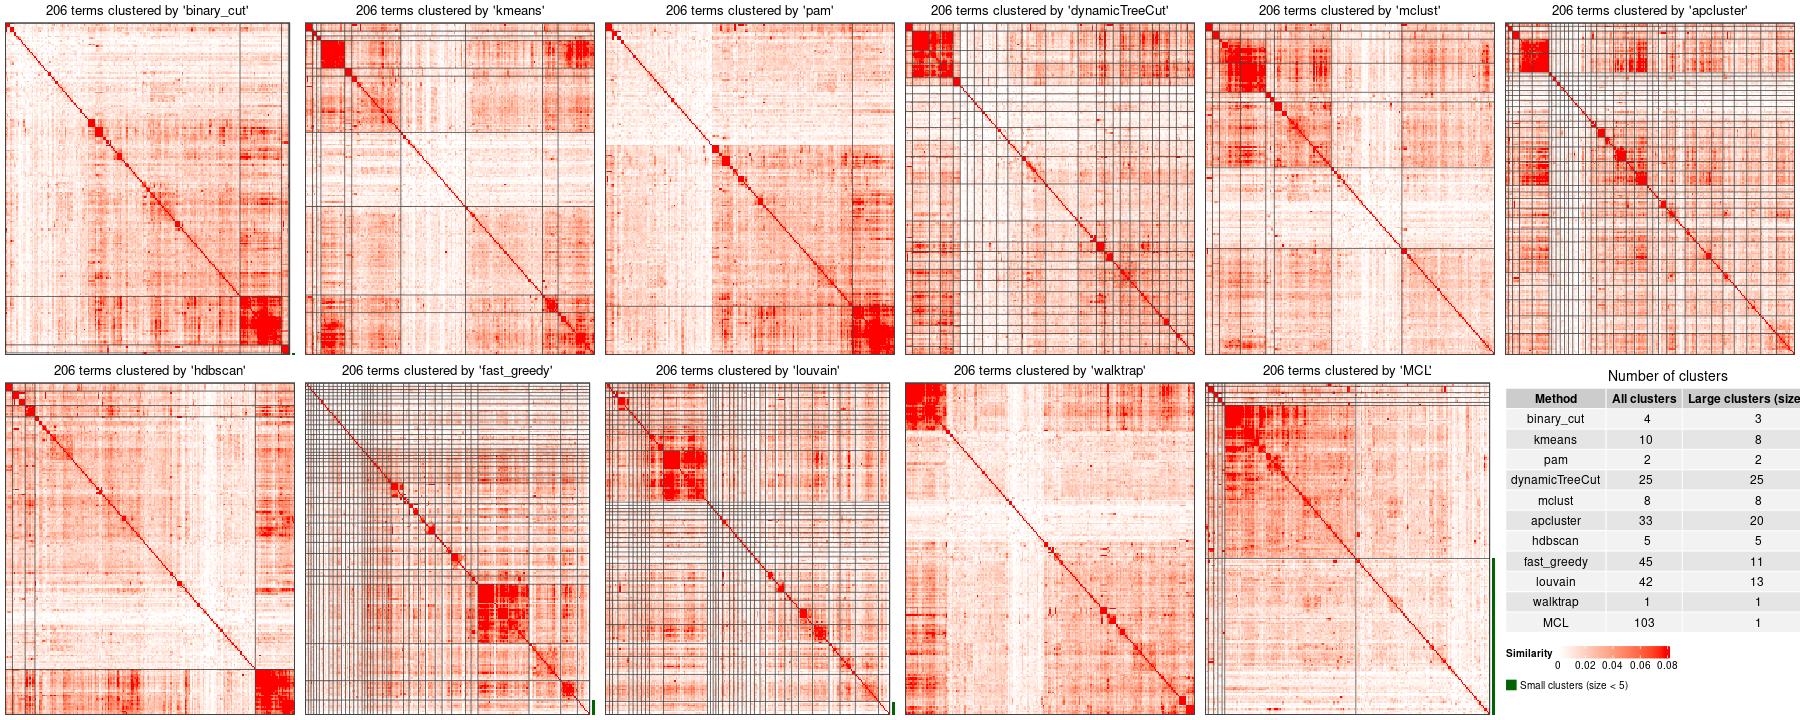 206 terms clustered by 'binary_cut'
206 terms clustered by 'kmeans'
206 terms clustered by 'pam'
206 terms clustered by 'dynamicTreeCut'
206 terms clustered by 'mclust'
206 terms clustered by 'apcluster'
206 terms clustered by 'hdbscan'
206 terms clustered by 'fast_greedy'
206 terms clustered by 'louvain'
206 terms clustered by 'walktrap'
206 terms clustered by 'MCL'
Number of clusters
Method All clusters Large clusters (size
binary_cut 4 3
kmeans 10 8
pam 2 2
dynamicTreeCut 25 25
mclust 8 8
apcluster 33 20
hdbscan 5 5
fast_greedy 45 11
louvain 42 13
walktrap 1 1
MCL 103 1
Similarity
0 0.02 0.04 0.06 0.08
Small clusters (size < 5)